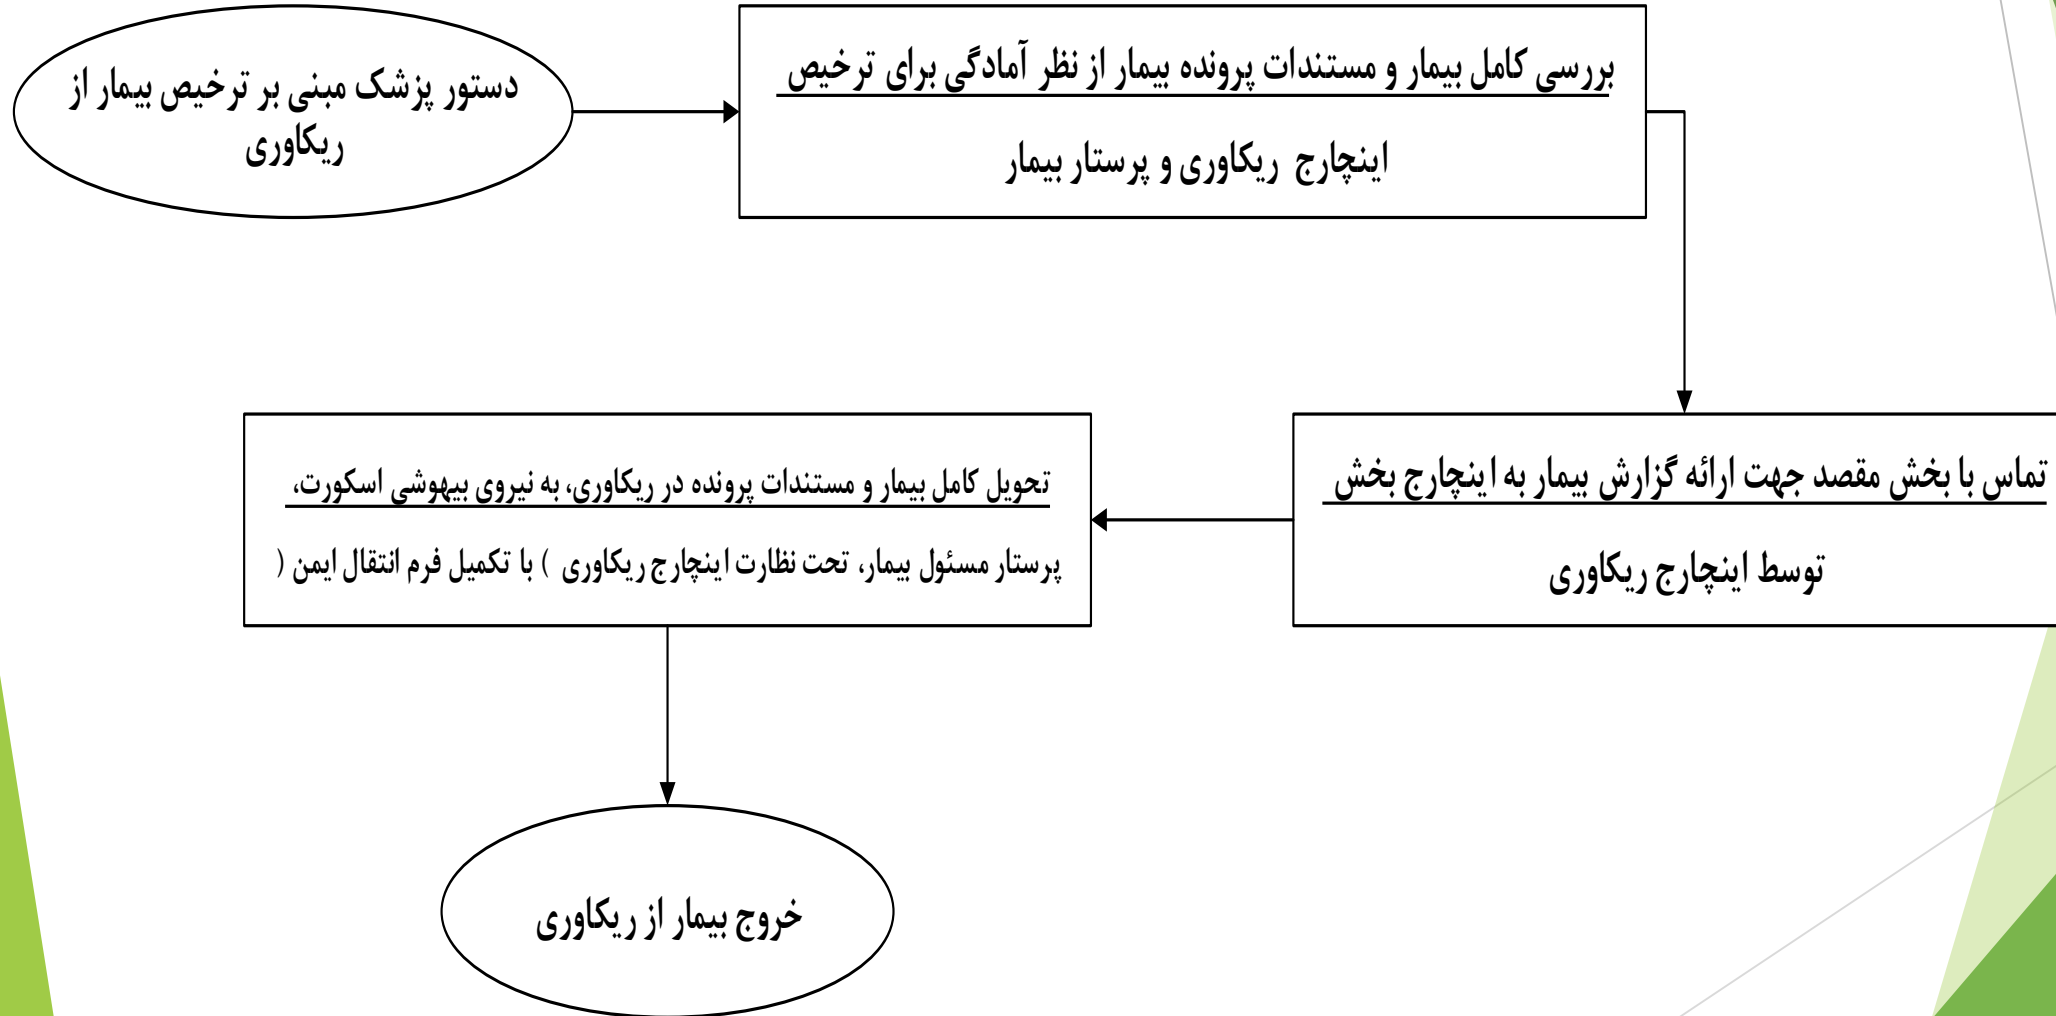 دستور پزشک مبنی بر ترخیص بیمار از
ریکاوری
بررسی کامل بیمار و مستندات پرونده بیمار از نظر آمادگی برای ترخیص
اینچارج ریکاوری و پرستار بیمار
تماس با بخش مقصد جهت ارائه گزارش بیمار به اینچارج بخش
توسط اینچارج ریکاوری
تحویل کامل بیمار و مستندات پرونده در ریکاوری، به نیروی بیهوشی اسکورت،
پرستار مسئول بیمار، تحت نظارت اینچارج ریکاوری ( با تکمیل فرم انتقال ایمن )
خروج بیمار از ریکاوری